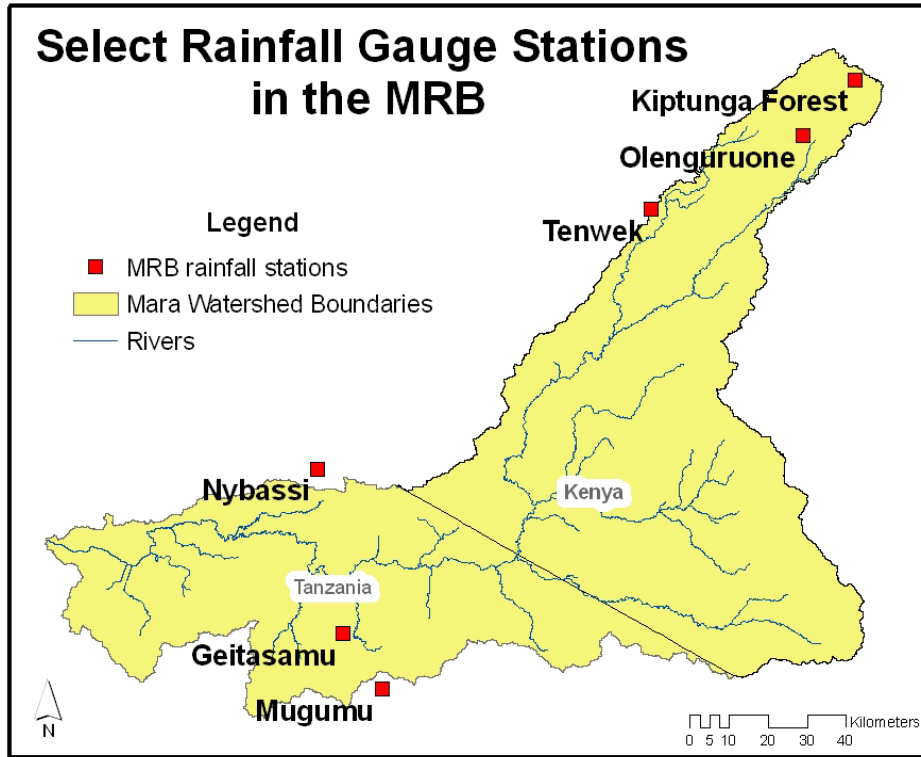 Select Rainfall Gauge Stations
in the MRB
Kiptunga Forest
Olenguruone
Tenwek
Legend
MRB rainfall stations
Mara Watershed Boundaries
Rivers
Nybassi
Kenya
Tanzania
Geitasamu
Mugumu
N
Kilometers
0 5 10 20 30 40